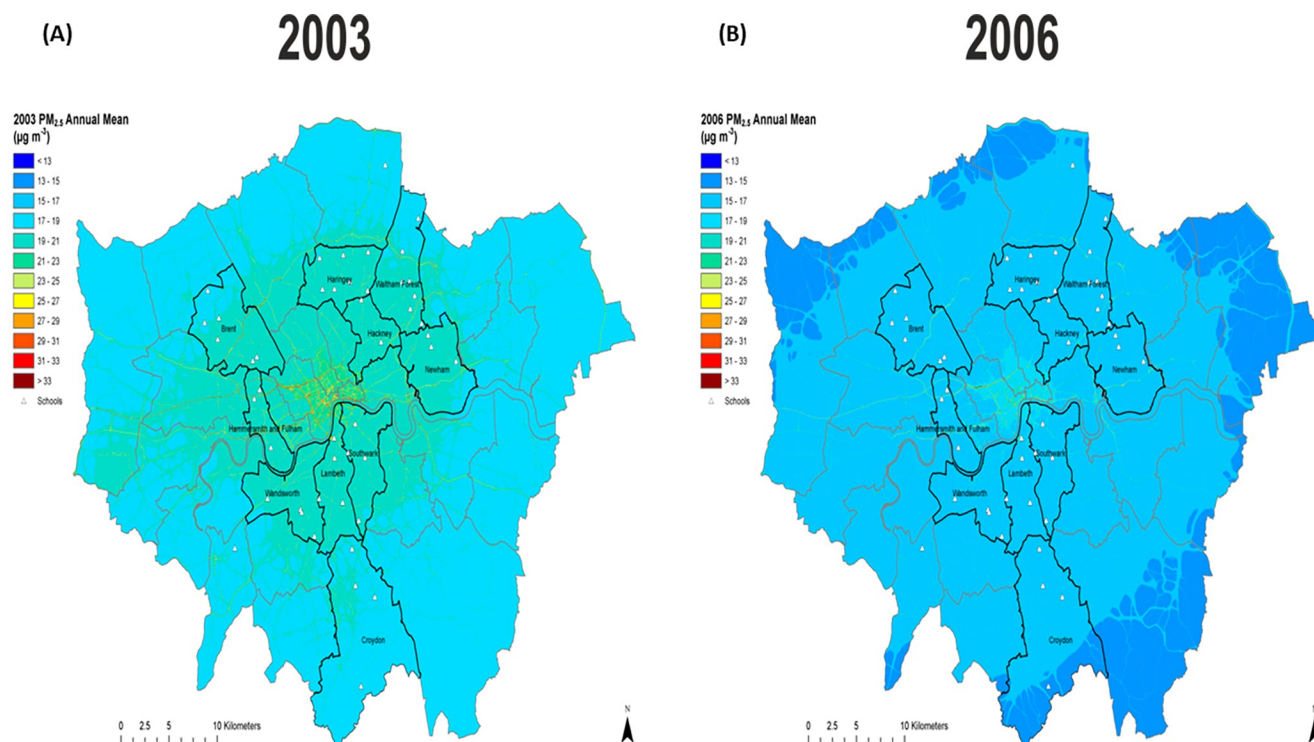 (A)
2003
2003 PM2.5 Annual Mean
(µg m-3)
< 13
13 - 15
15 - 17
17 - 19
19 - 21
21 - 23
23 - 25
25 - 27
27 - 29
29 - 31
31 - 33
> 33
Schools
Haringey
Waltham Forest
Brent
Hackney
Newham
Hammersmith and Fulham
Southwark
Lambeth
Wandsworth
Croydon
0 2.5 5 10 Kilometers
N
(B)
2006
2006 PM2.5 Annual Mean
(µg m-3)
< 13
13 - 15
15 - 17
17 - 19
19 - 21
21 - 23
23 - 25
25 - 27
27 - 29
29 - 31
31 - 33
> 33
Schools
Haringey
Waltham Forest
Brent
Hackney
Newham
Hammersmith and Fulham
Southwark
Lambeth
Wandsworth
Croydon
0 2.5 5 10 Kilometers
N